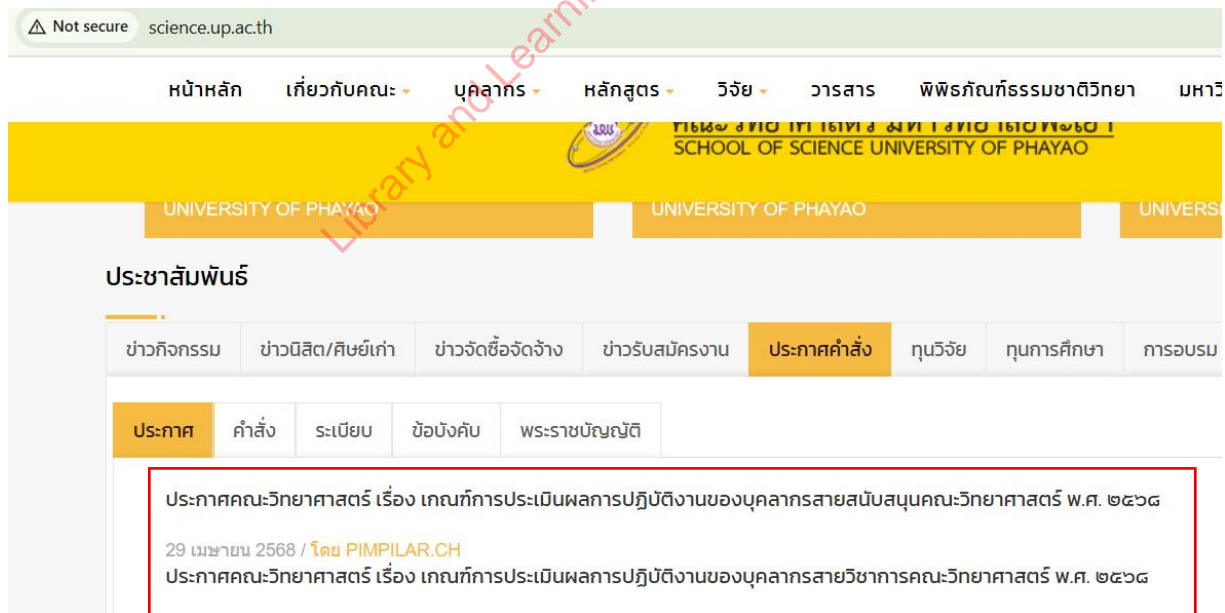 Not secure science.up.ac.th
หน้าหลัก เกี่ยวกับคณะ บุคลากร หลักสูตร วิจัย วารสาร พิพิธภัณฑ์ธรรมชาติวิทยา
SCHOOL OF SCIENCE UNIVERSITY OF PHAYAO
Library and
UNIVERSITY OF PHAYAO UNIVERSITY OF PHAYAO
ประชาสัมพันธ์
ข่าวกิจกรรม ข่าวนิสิต/ศิษย์เก่า ข่าวจัดซื้อจัดจ้าง ข่าวรับสมัครงาน ประกาศคำสั่ง ทุนวิจัย ทุนการศึกษา การอบรม
ประกาศ คำสั่ง ระเบียบ ข้อบังคับ พระราชบัญญัติ
ประกาศคณะวิทยาศาสตร์ เรื่อง เกณฑ์การประเมินผลการปฏิบัติงานของบุคลากรสายสนับสนุนคณะวิทยาศาสตร์ พ.ศ. ๒๕๖๘
29 เมษายน 2568 / โดย PIMPILAR.CH
ประกาศคณะวิทยาศาสตร์ เรื่อง เกณฑ์การประเมินผลการปฏิบัติงานของบุคลากรสายวิชาการคณะวิทยาศาสตร์ พ.ศ. ๒๕๖๘